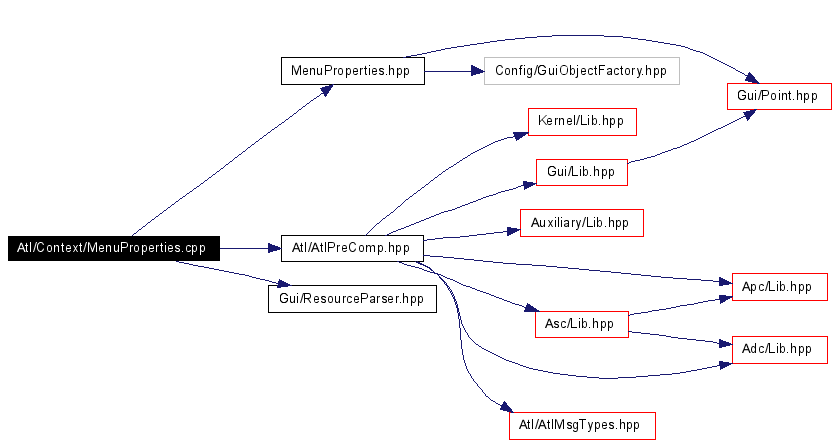 MenuProperties.hpp
Config/GuiObjectFactory.hpp
Gui/Point.hpp
Kernel/Lib.hpp
Gui/Lib.hpp
Auxiliary/Lib.hpp
Atl/Context/MenuProperties.cpp
Atl/AtlPreComp.hpp
Apc/Lib.hpp
Gui/ResourceParser.hpp
Asc/Lib.hpp
Adc/Lib.hpp
Atl/AtlMsgTypes.hpp